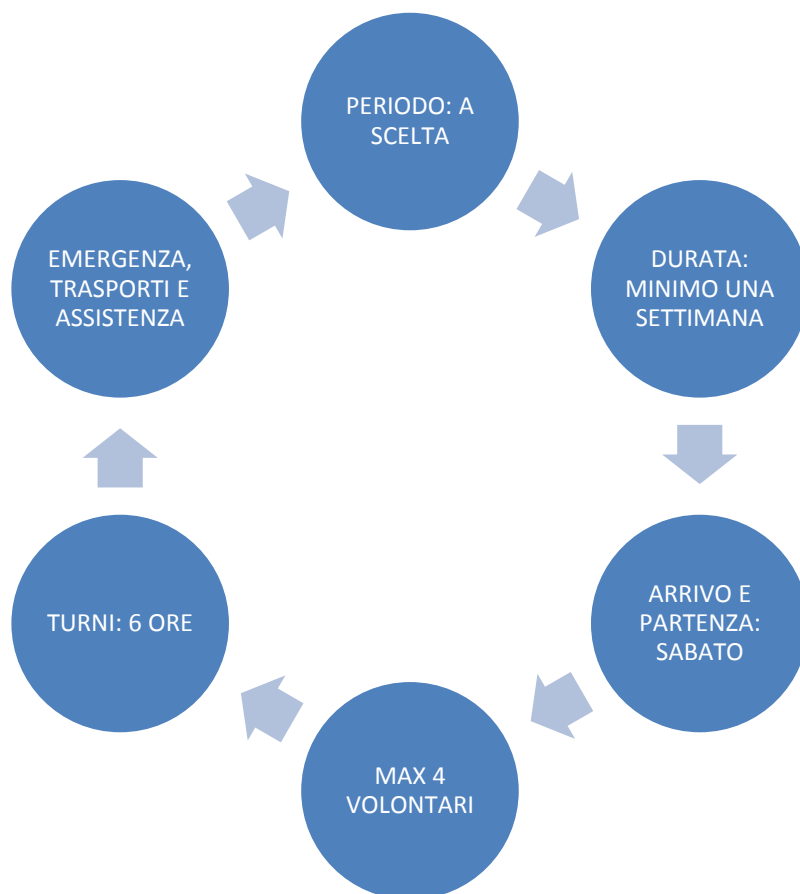 PERIODO: A
SCELTA
DURATA:
MINIMO UNA
SETTIMANA
ARRIVO E
PARTENZA:
SABATO
MAX 4
VOLONTARI
TURNI: 6 ORE
EMERGENZA,
TRASPORTI E
ASSISTENZA